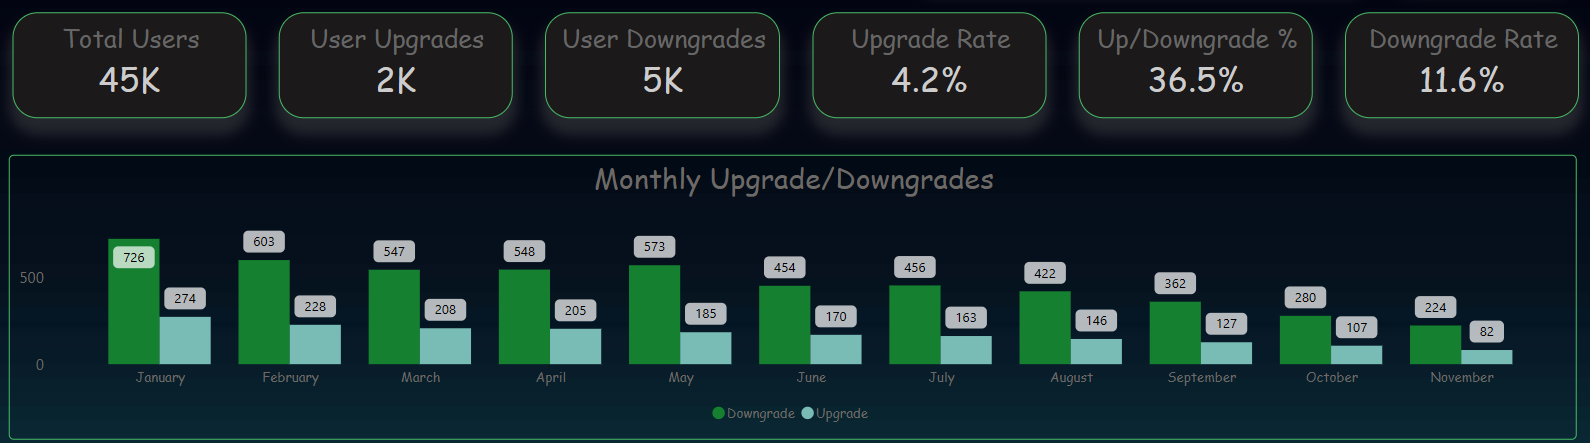 Total Users
45K
User Upgrades
2K
User Downgrades
5K
Upgrade Rate
4.2%
Up/Downgrade %
36.5%
Downgrade Rate
11.6%
Monthly Upgrade/Downgrades
500
0
726
274
603
228
547
208
548
205
573
185
454
170
456
163
422
146
362
127
280
107
224
82
January
February
March
April
May
June
July
August
September
October
November
Downgrade
Upgrade